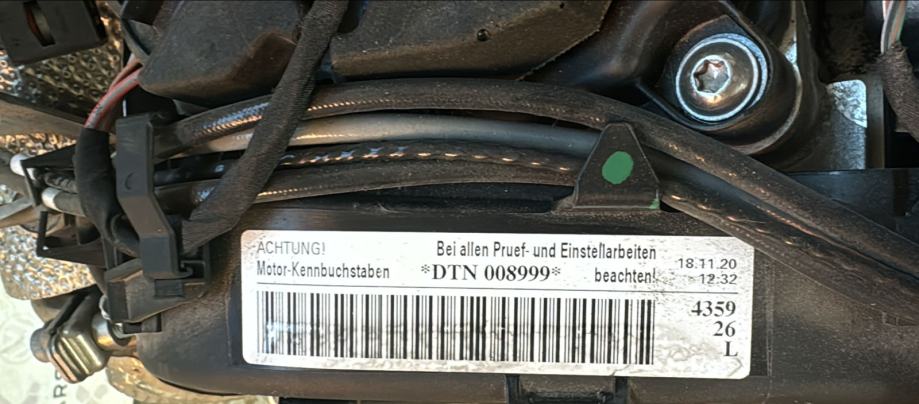 ACHTUNG! Bei allen Pruef- und Einstellarbeiten
Motor-Kennbuchstaben *DTN 008999* beachten!
18.11.20
12:32
4359
26
L